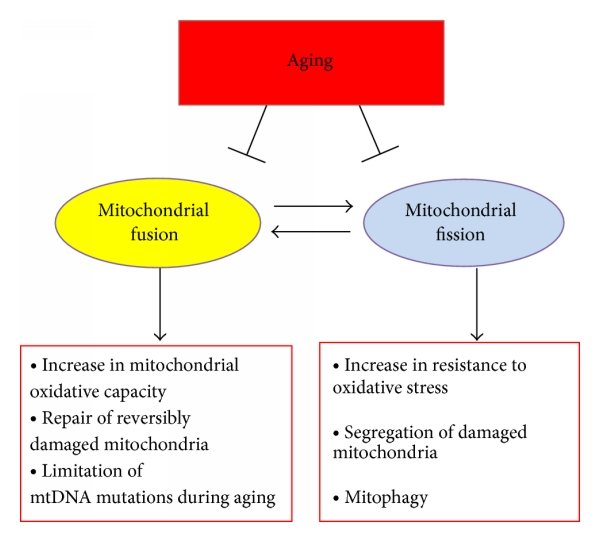 Aging
Mitochondrial
fusion
Mitochondrial
fission
• Increase in mitochondrial
oxidative capacity
• Repair of reversibly
damaged mitochondria
• Limitation of
mtDNA mutations during aging
• Increase in resistance to
oxidative stress
• Segregation of damaged
mitochondria
• Mitophagy